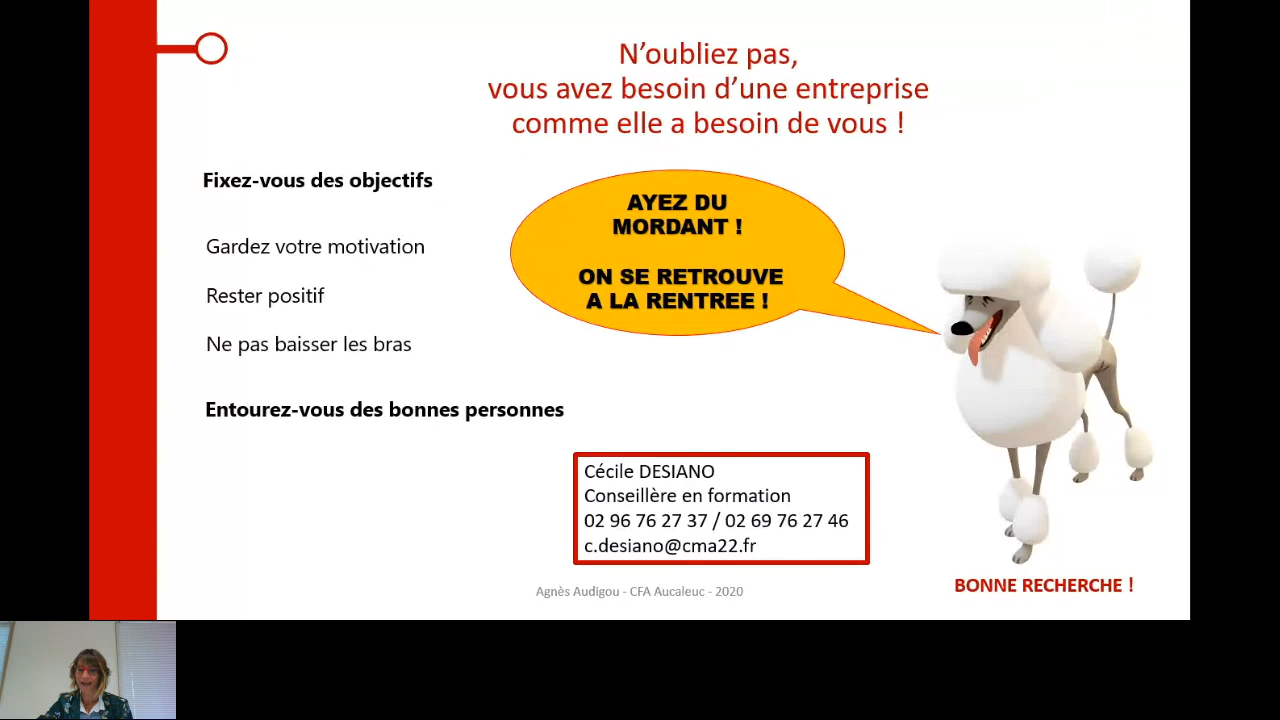 N'oubliez pas,
vous avez besoin d'une entreprise
comme elle a besoin de vous !
Fixez-vous des objectifs
Gardez votre motivation
Rester positif
Ne pas baisser les bras
Entourez-vous des bonnes personnes
AYEZ DU
MORDANT !
ON SE RETROUVE
A LA RENTREE !
Cécile DESIANO
Conseillère en formation
02 96 76 27 37 / 02 69 76 27 46
c.desiano@cma22.fr
Agnès Audigou - CFA Aucaleuc - 2020
BONNE RECHERCHE !